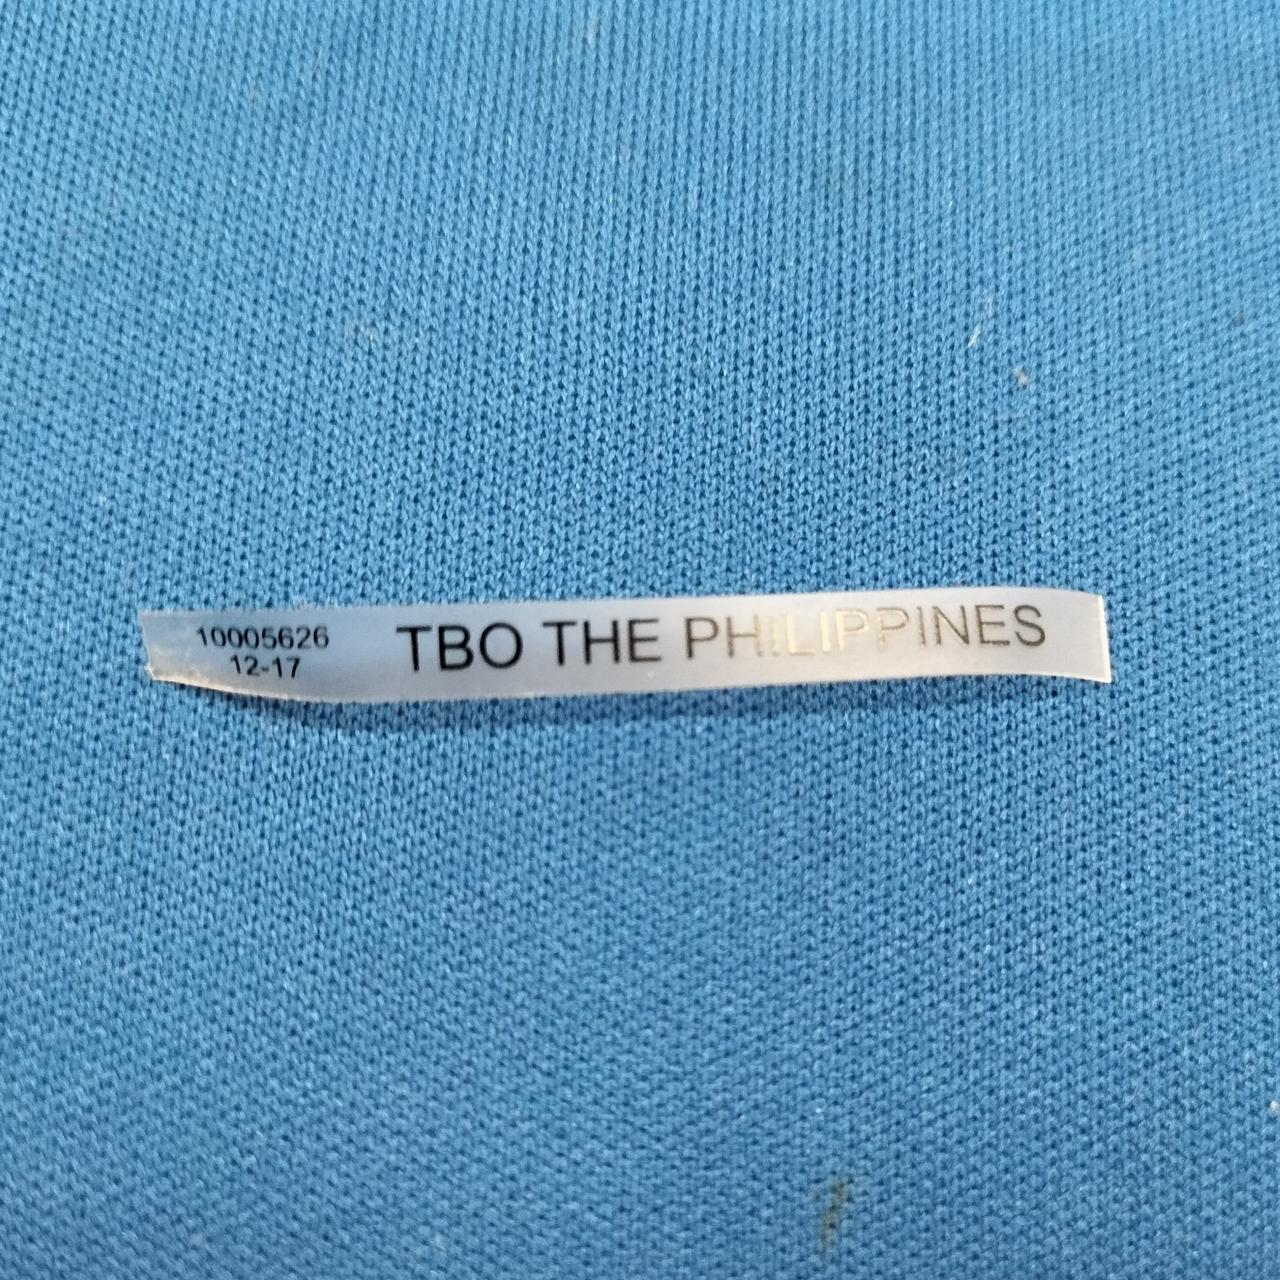 10005626
12-17
TBO THE PHILIPPINES